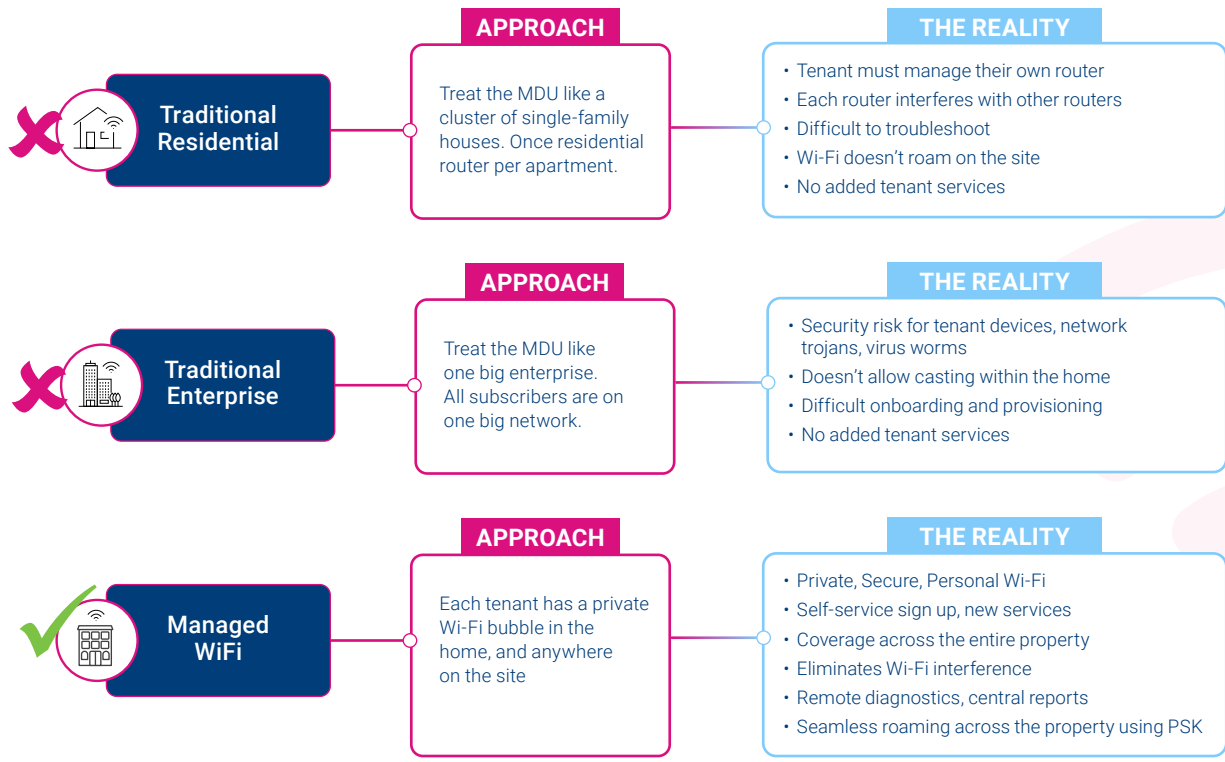 APPROACH
THE REALITY
Traditional
Residential
Treat the MDU like a
cluster of single-family
houses. Once residential
router per apartment.
• Tenant must manage their own router
• Each router interferes with other routers
• Difficult to troubleshoot
• Wi-Fi doesn't roam on the site
• No added tenant services
APPROACH
THE REALITY
Traditional
Enterprise
Treat the MDU like
one big enterprise.
All subscribers are on
one big network.
• Security risk for tenant devices, network
trojans, virus worms
• Doesn't allow casting within the home
• Difficult onboarding and provisioning
• No added tenant services
APPROACH
THE REALITY
Managed
WiFi
Each tenant has a private
Wi-Fi bubble in the
home, and anywhere
on the site
• Private, Secure, Personal Wi-Fi
• Self-service sign up, new services
• Coverage across the entire property
• Eliminates Wi-Fi interference
• Remote diagnostics, central reports
• Seamless roaming across the property using PSK